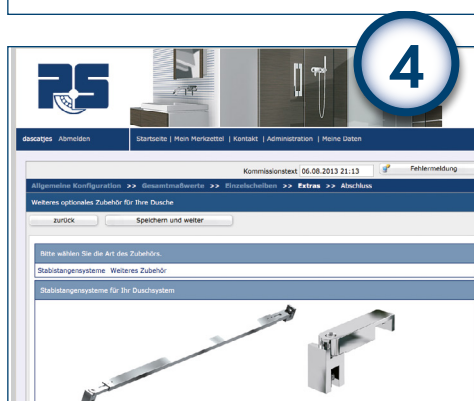 4
PS
dascatjes Abmelden
Startseite | Mein Merkzettel | Kontakt | Administration | Meine Daten
Kommissionstext 06.08.2013 21:13 Fehlermeldung
Allgemeine Konfiguration >> Gesamtmaßwerte >> Einzelscheiben >> Extras >> Abschluss
Weiteres optionales Zubehör für Ihre Dusche
zurück Speichern und weiter
Bitte wählen Sie die Art des Zubehörs.
Stabistangensysteme Weiteres Zubehör
Stabistangensysteme für Ihr Duschsystem